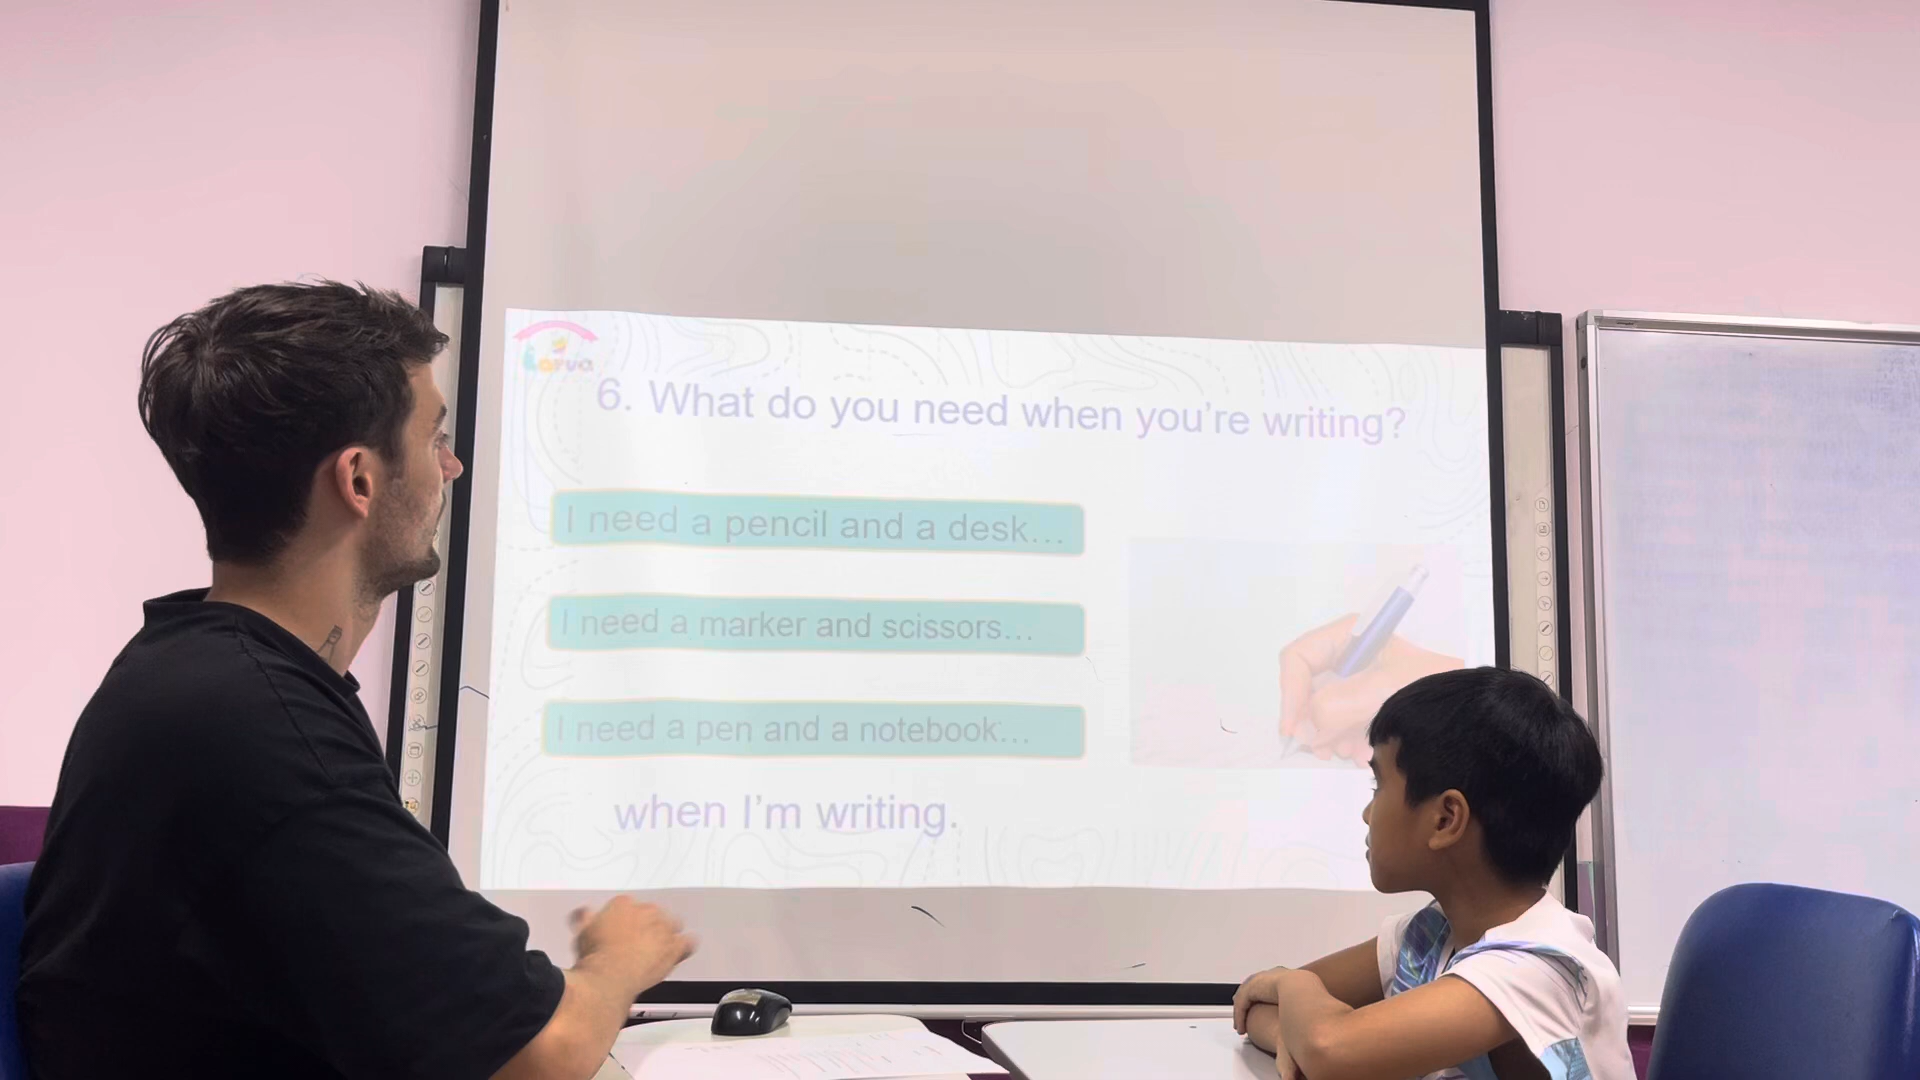 Larva
6. What do you need when you're writing?
I need a pencil and a desk...
I need a marker and scissors...
I need a pen and a notebook...
when I'm writing.